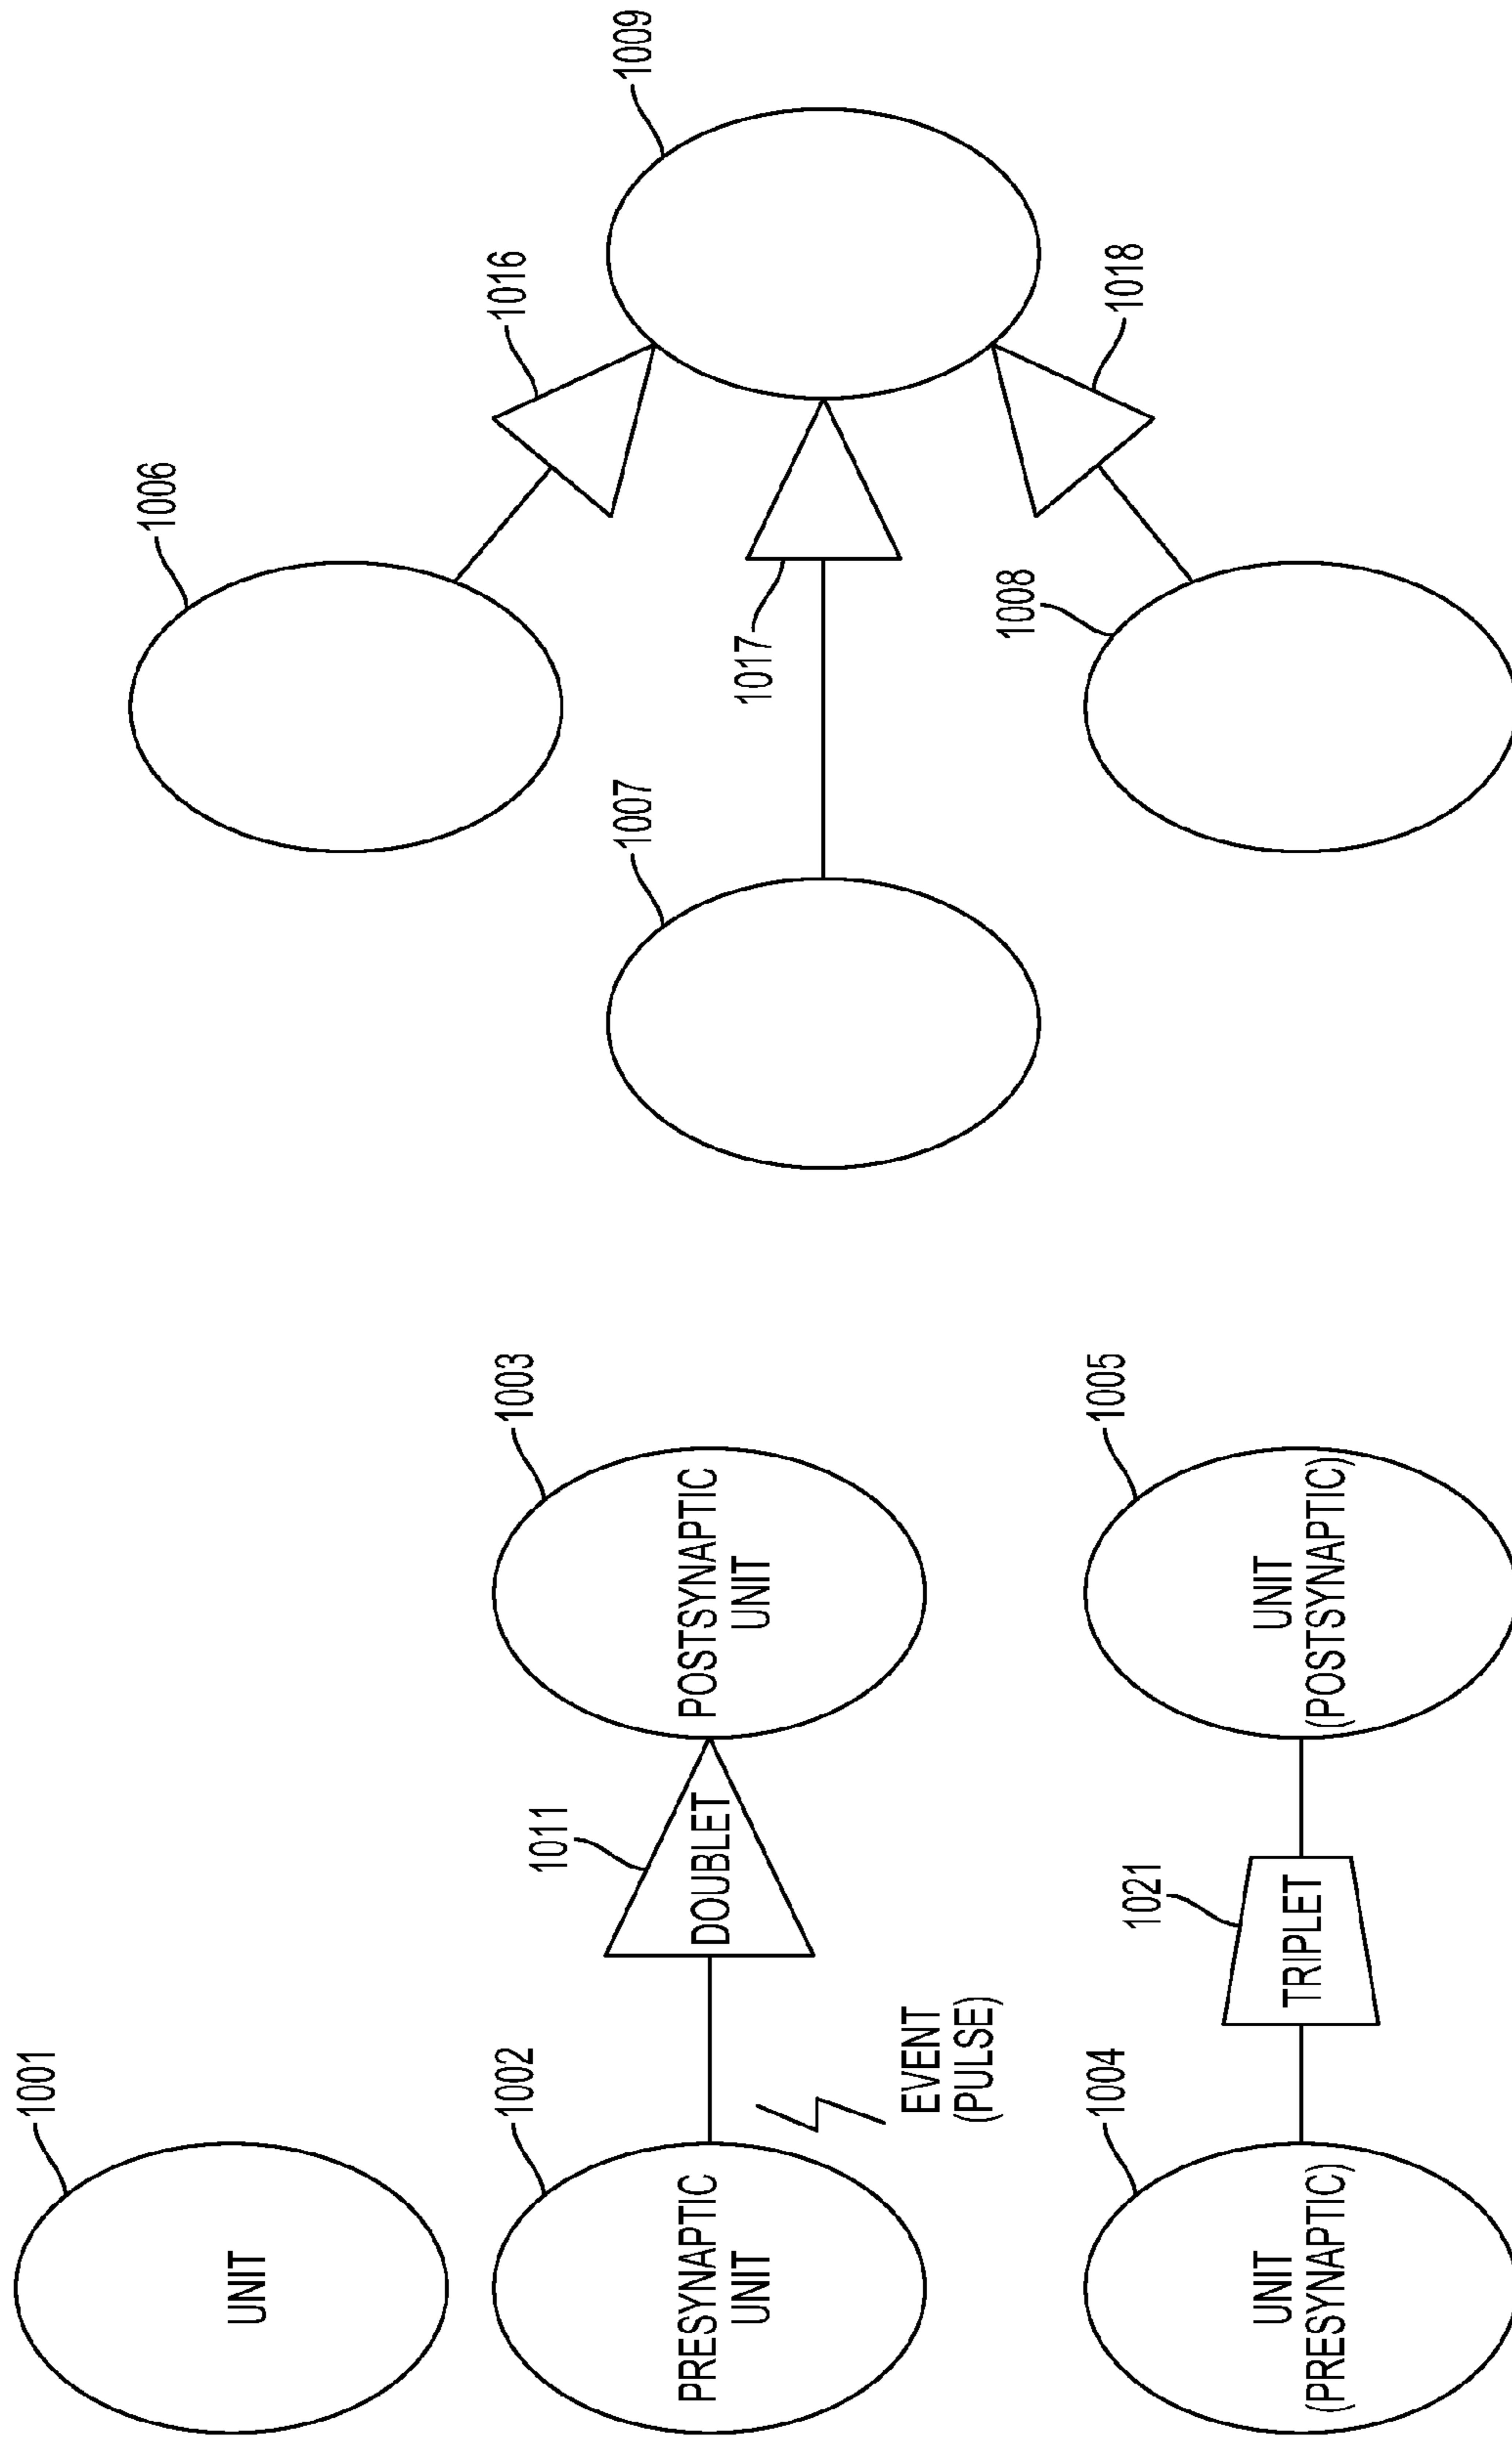 1001
UNIT
1002
PRESYNAPTIC
UNIT
EVENT
(PULSE)
1011
DOUBLET
1003
POSTSYNAPTIC
UNIT
1004
UNIT
(PRESYNAPTIC)
1021
TRIPLET
1005
UNIT
(POSTSYNAPTIC)
1006
1016
1007
1017
1009
1008
1018